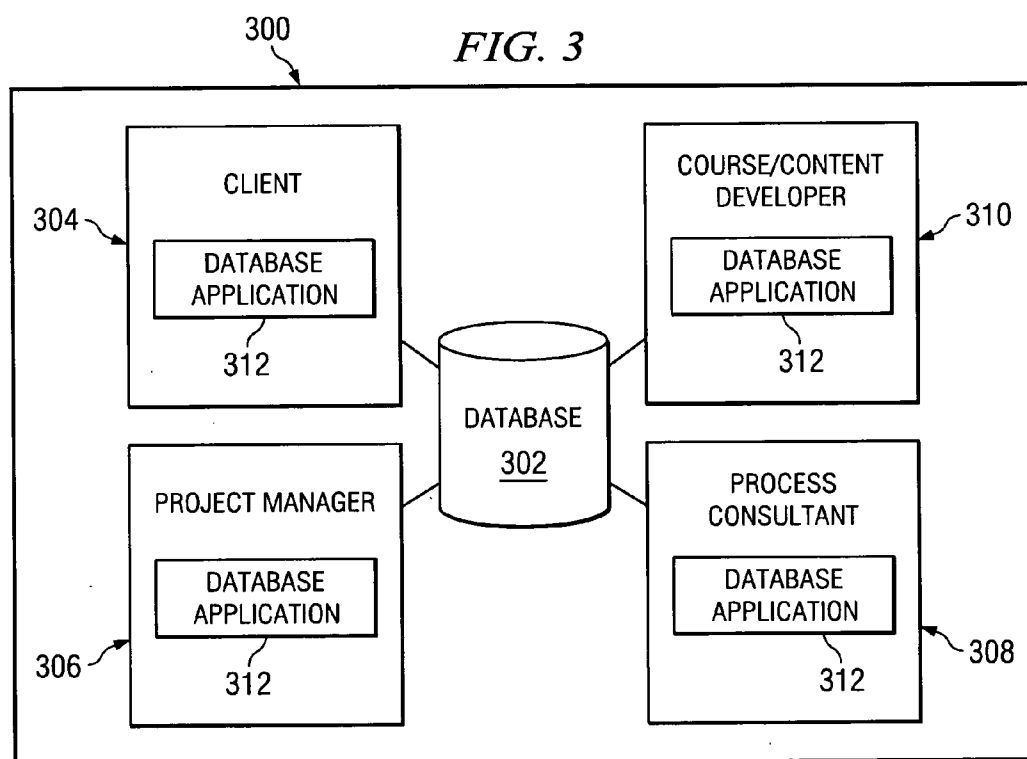 FIG. 3
300
CLIENT
304
DATABASE
APPLICATION
312
COURSE/CONTENT
DEVELOPER
310
DATABASE
APPLICATION
312
DATABASE
302
PROJECT MANAGER
306
DATABASE
APPLICATION
312
PROCESS
CONSULTANT
308
DATABASE
APPLICATION
312